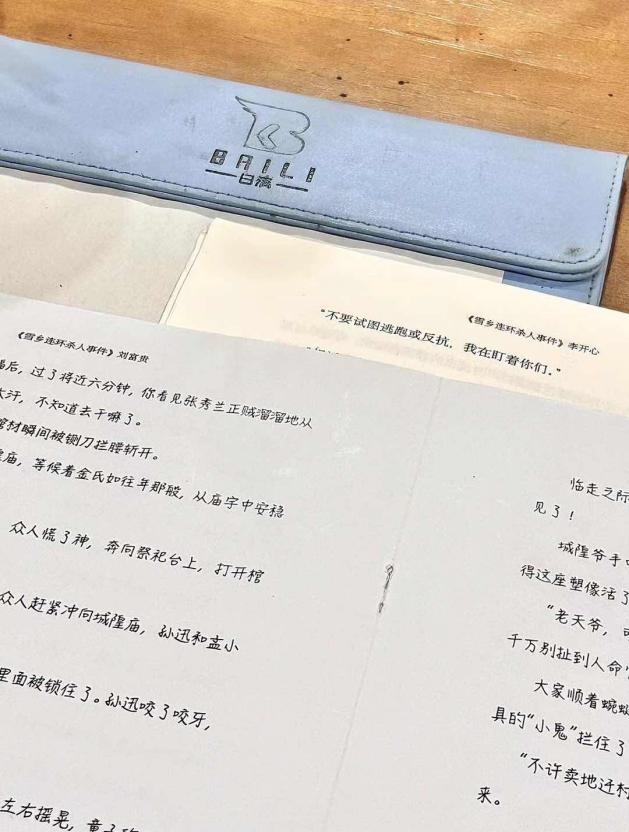 BAILI
白漓
《雪乡连环杀人事件》李开心
"不要试图逃跑或反抗，我在盯着你们。"
《雪乡连环杀人事件》刘富贵
后，过了将近六分钟，你看见张秀兰正贼溜溜地从
大汗，不知道去干嘛了。
棺材瞬间被铡刀拦腰斩开。
庙，等候着金氏如往年那般，从庙宇中安稳
众人慌了神，奔向祭祀台上，打开棺
众人赶紧冲向城隍庙，孙迅和孟小
里面被锁住了。孙迅咬了咬牙，
左右摇晃，童子
临走之际
见了！
城隍爷手
得这座塑像活了
"老天爷，
千万别扯到人命
大家顺着蜿蜒
具的"小鬼"拦住了
"不许卖地迁村
来。